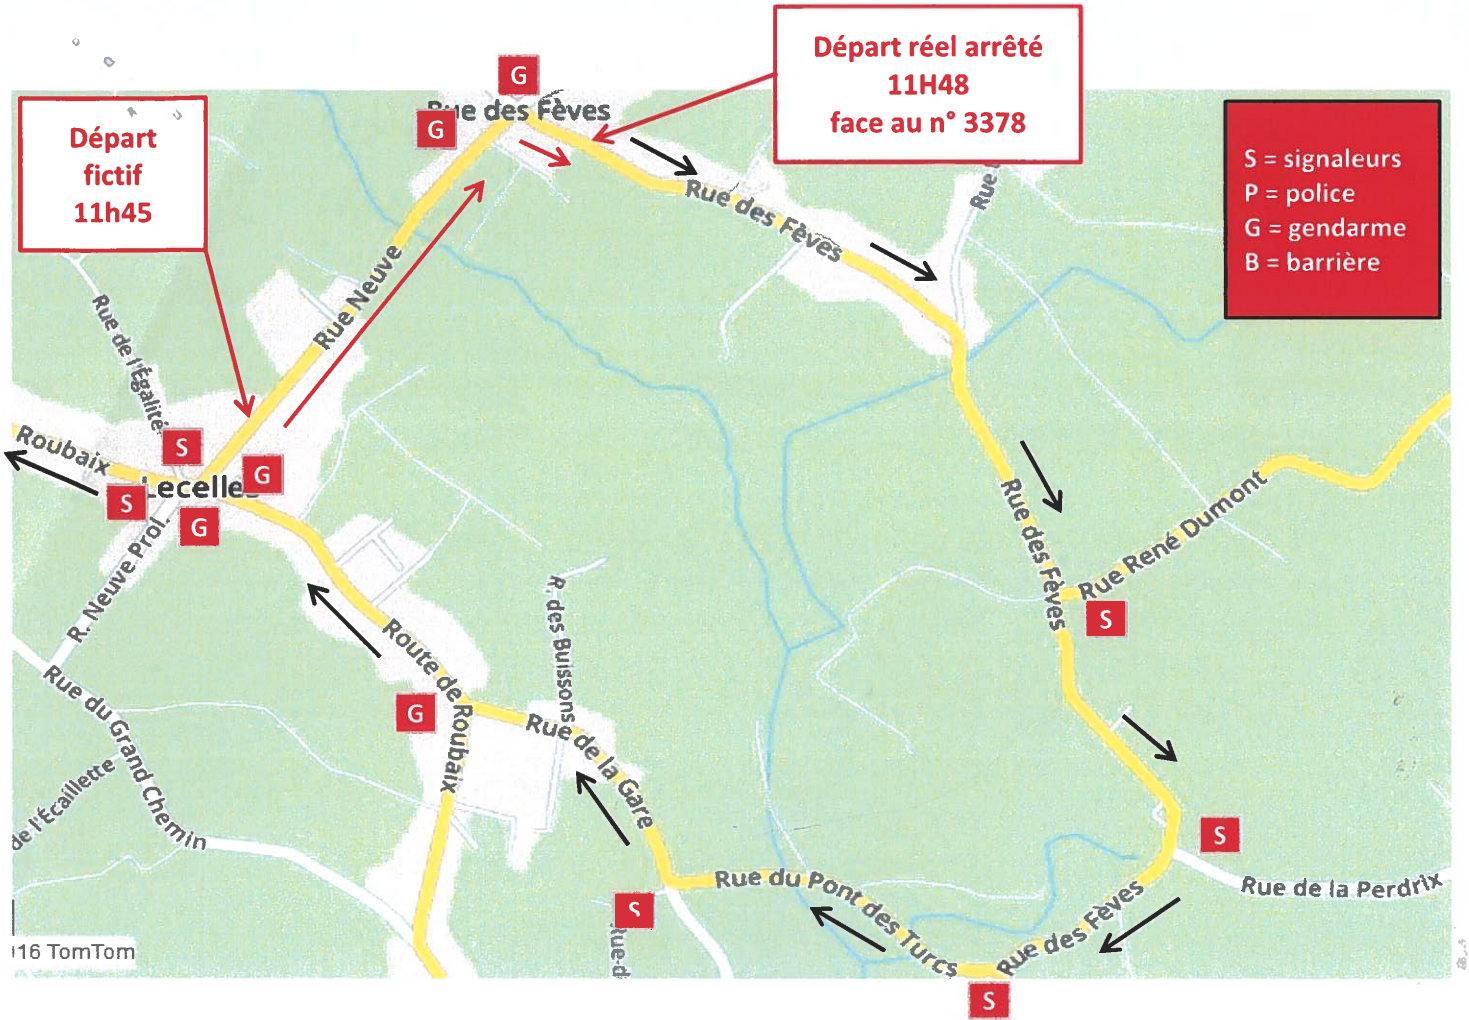 G
Départ réel arrêté
11H48
face au n° 3378
Départ
fictif
11h45
Rue des Fèves
G
S = signaleurs
P = police
G = gendarme
B = barrière
Rue des Fèves
Rue Neuve
Rue de l'Égalité
Roubaix
S
G
Lecelles
S
G
R. Neuve Prol.
Rue des Fèves
Rue René Dumont
S
R. des Buissons
Route de Roubaix
G
Rue de la Gare
Rue du Grand Chemin
de l'Écaillette
S
Rue de la Perdrix
Rue du Pont des Turcs
Rue des Fèves
S
S
16 TomTom